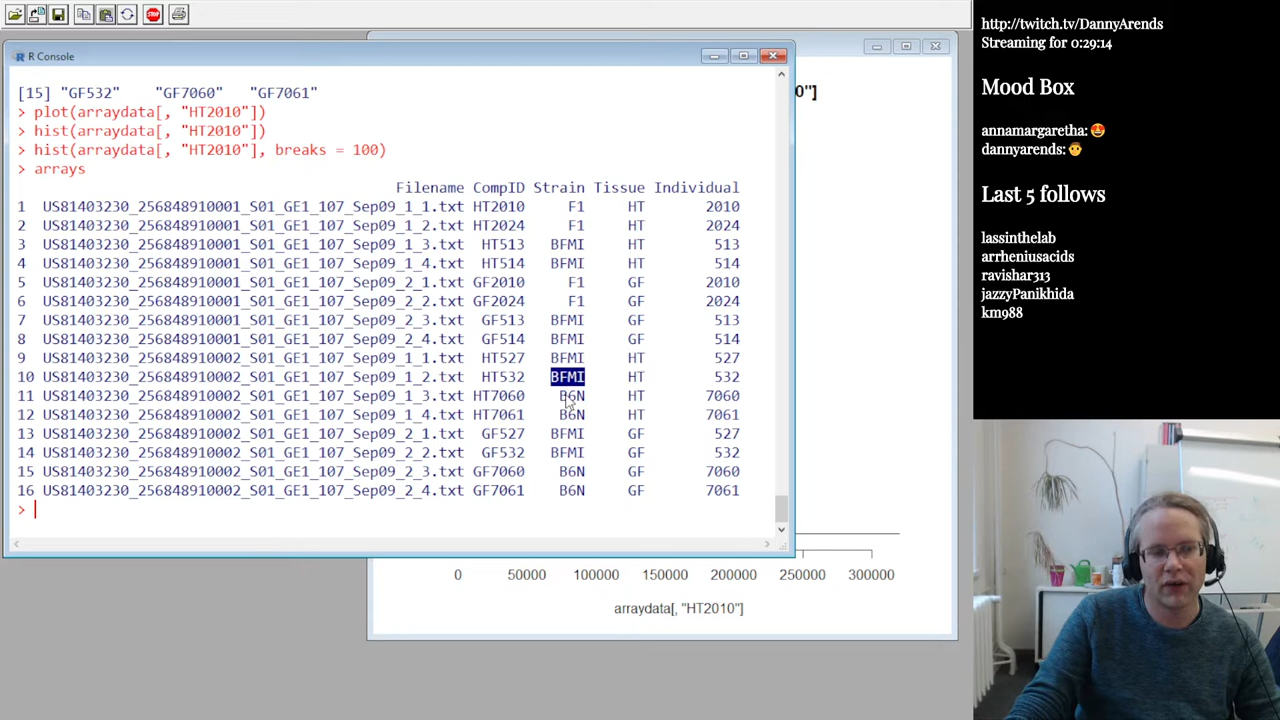 R Console
[15] "GF532" "GF7060" "GF7061"
> plot(arraydata[, "HT2010"])
> hist(arraydata[, "HT2010"])
> hist(arraydata[, "HT2010"], breaks = 100)
> arrays
Filename CompID Strain Tissue Individual
1 US81403230_256848910001_S01_GE1_107_Sep09_1_1.txt HT2010 F1 HT 2010
2 US81403230_256848910001_S01_GE1_107_Sep09_1_2.txt HT2024 F1 HT 2024
3 US81403230_256848910001_S01_GE1_107_Sep09_1_3.txt HT513 BFMI HT 513
4 US81403230_256848910001_S01_GE1_107_Sep09_1_4.txt HT514 BFMI HT 514
5 US81403230_256848910001_S01_GE1_107_Sep09_2_1.txt GF2010 F1 GF 2010
6 US81403230_256848910001_S01_GE1_107_Sep09_2_2.txt GF2024 F1 GF 2024
7 US81403230_256848910001_S01_GE1_107_Sep09_2_3.txt GF513 BFMI GF 513
8 US81403230_256848910001_S01_GE1_107_Sep09_2_4.txt GF514 BFMI GF 514
9 US81403230_256848910002_S01_GE1_107_Sep09_1_1.txt HT527 BFMI HT 527
10 US81403230_256848910002_S01_GE1_107_Sep09_1_2.txt HT532 BFMI HT 532
11 US81403230_256848910002_S01_GE1_107_Sep09_1_3.txt HT7060 B6N HT 7060
12 US81403230_256848910002_S01_GE1_107_Sep09_1_4.txt HT7061 B6N HT 7061
13 US81403230_256848910002_S01_GE1_107_Sep09_2_1.txt GF527 BFMI GF 527
14 US81403230_256848910002_S01_GE1_107_Sep09_2_2.txt GF532 BFMI GF 532
15 US81403230_256848910002_S01_GE1_107_Sep09_2_3.txt GF7060 B6N GF 7060
16 US81403230_256848910002_S01_GE1_107_Sep09_2_4.txt GF7061 B6N GF 7061
>
0"]
0 50000 100000 150000 200000 250000 300000
arraydata[, "HT2010"]
STOP
http://twitch.tv/DannyArends
Streaming for 0:29:14
Mood Box
annamargaretha:
dannyarends:
Last 5 follows
lassinthelab
arrheniusacids
ravishar313
jazzyPanikhida
km988